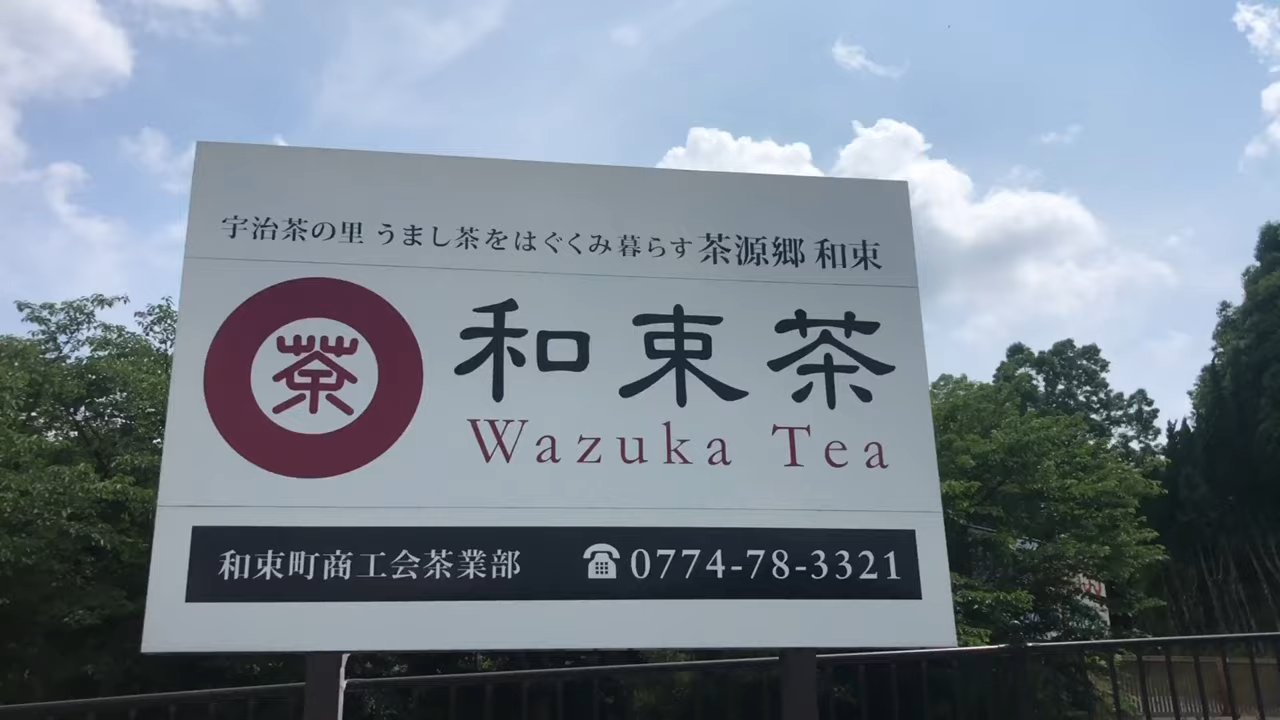 宇治茶の里 うまし茶をはぐくみ暮らす 茶源郷 和束
茶
和束茶
Wazuka Tea
和束町商工会茶業部 ☎0774-78-3321